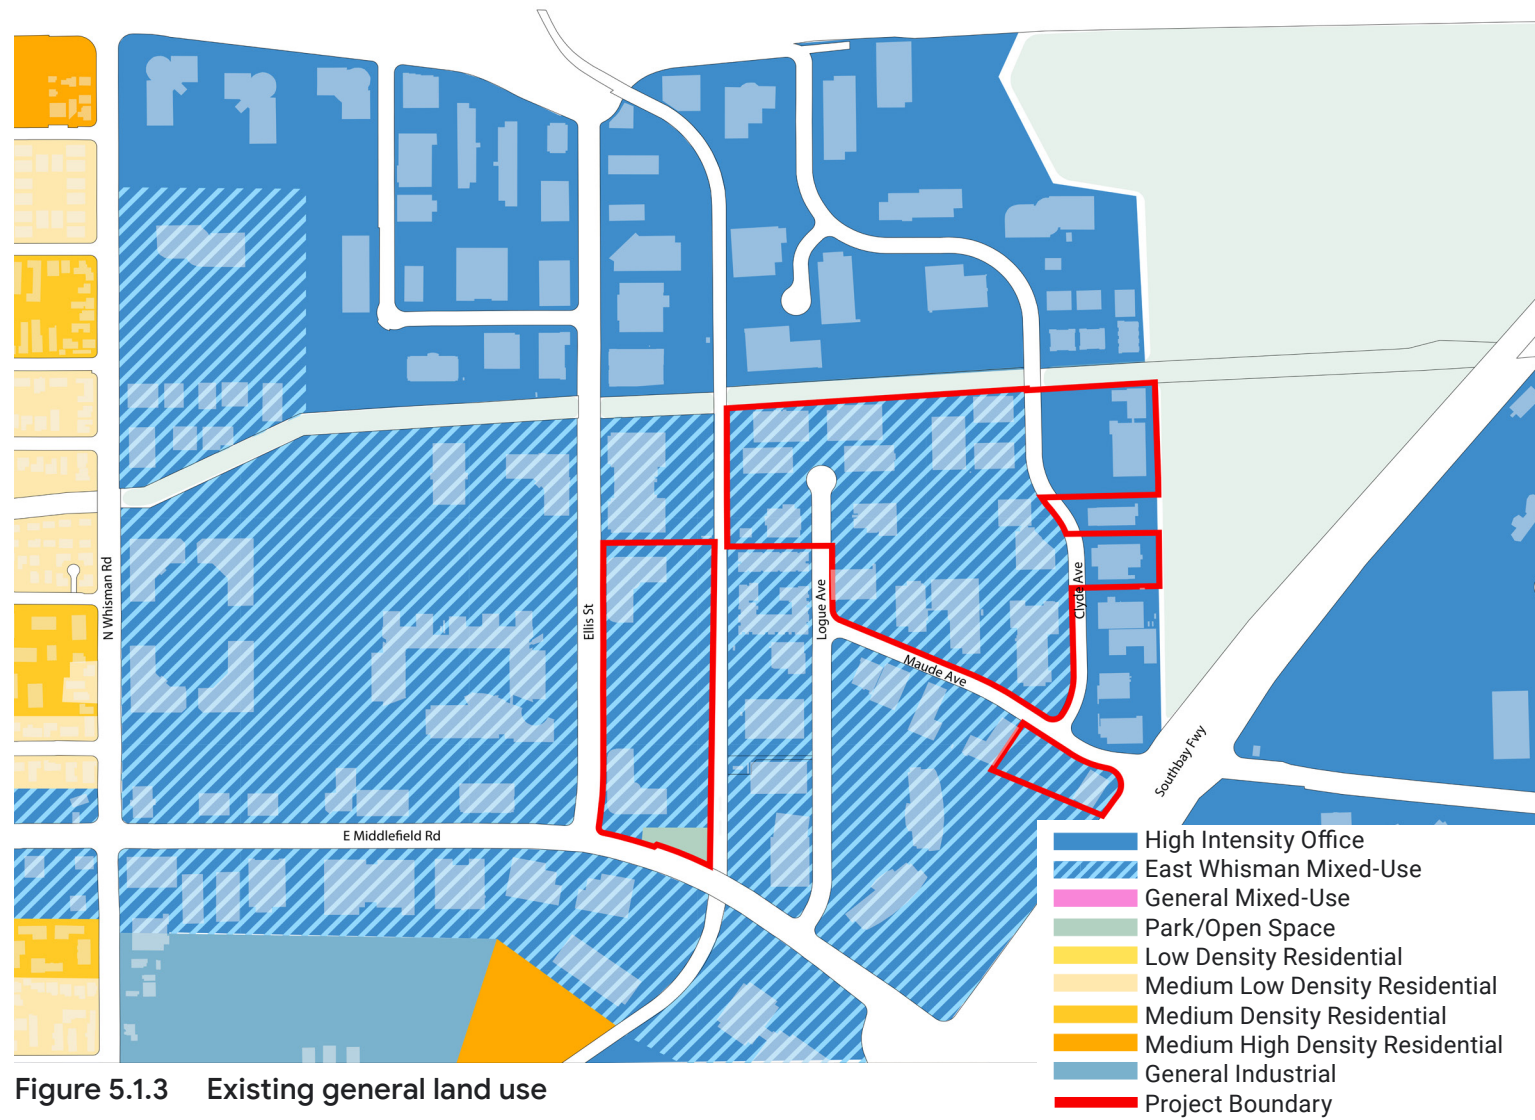 N Whisman Rd
Ellis St
Logue Ave
Clyde Ave
Maude Ave
Southbay Fwy
E Middlefield Rd
High Intensity Office
East Whisman Mixed-Use
General Mixed-Use
Park/Open Space
Low Density Residential
Medium Low Density Residential
Medium Density Residential
Medium High Density Residential
General Industrial
Project Boundary
Figure 5.1.3 Existing general land use